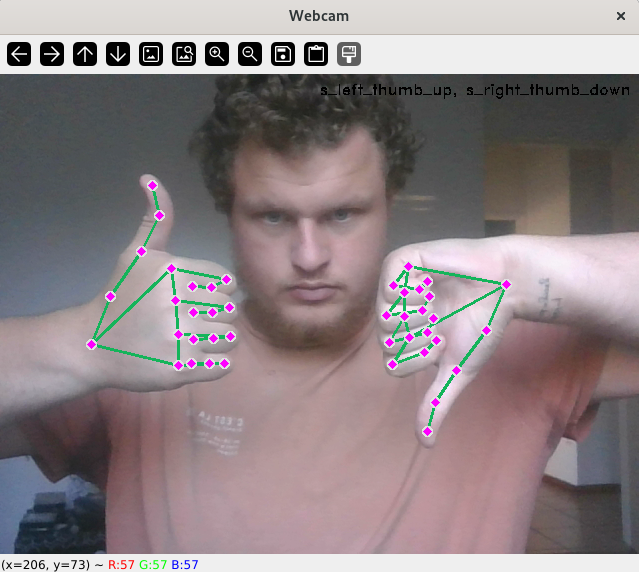 Webcam
s_left_thumb_up, s_right_thumb_down
(x=206, y=73) ~ R:57 G:57 B:57